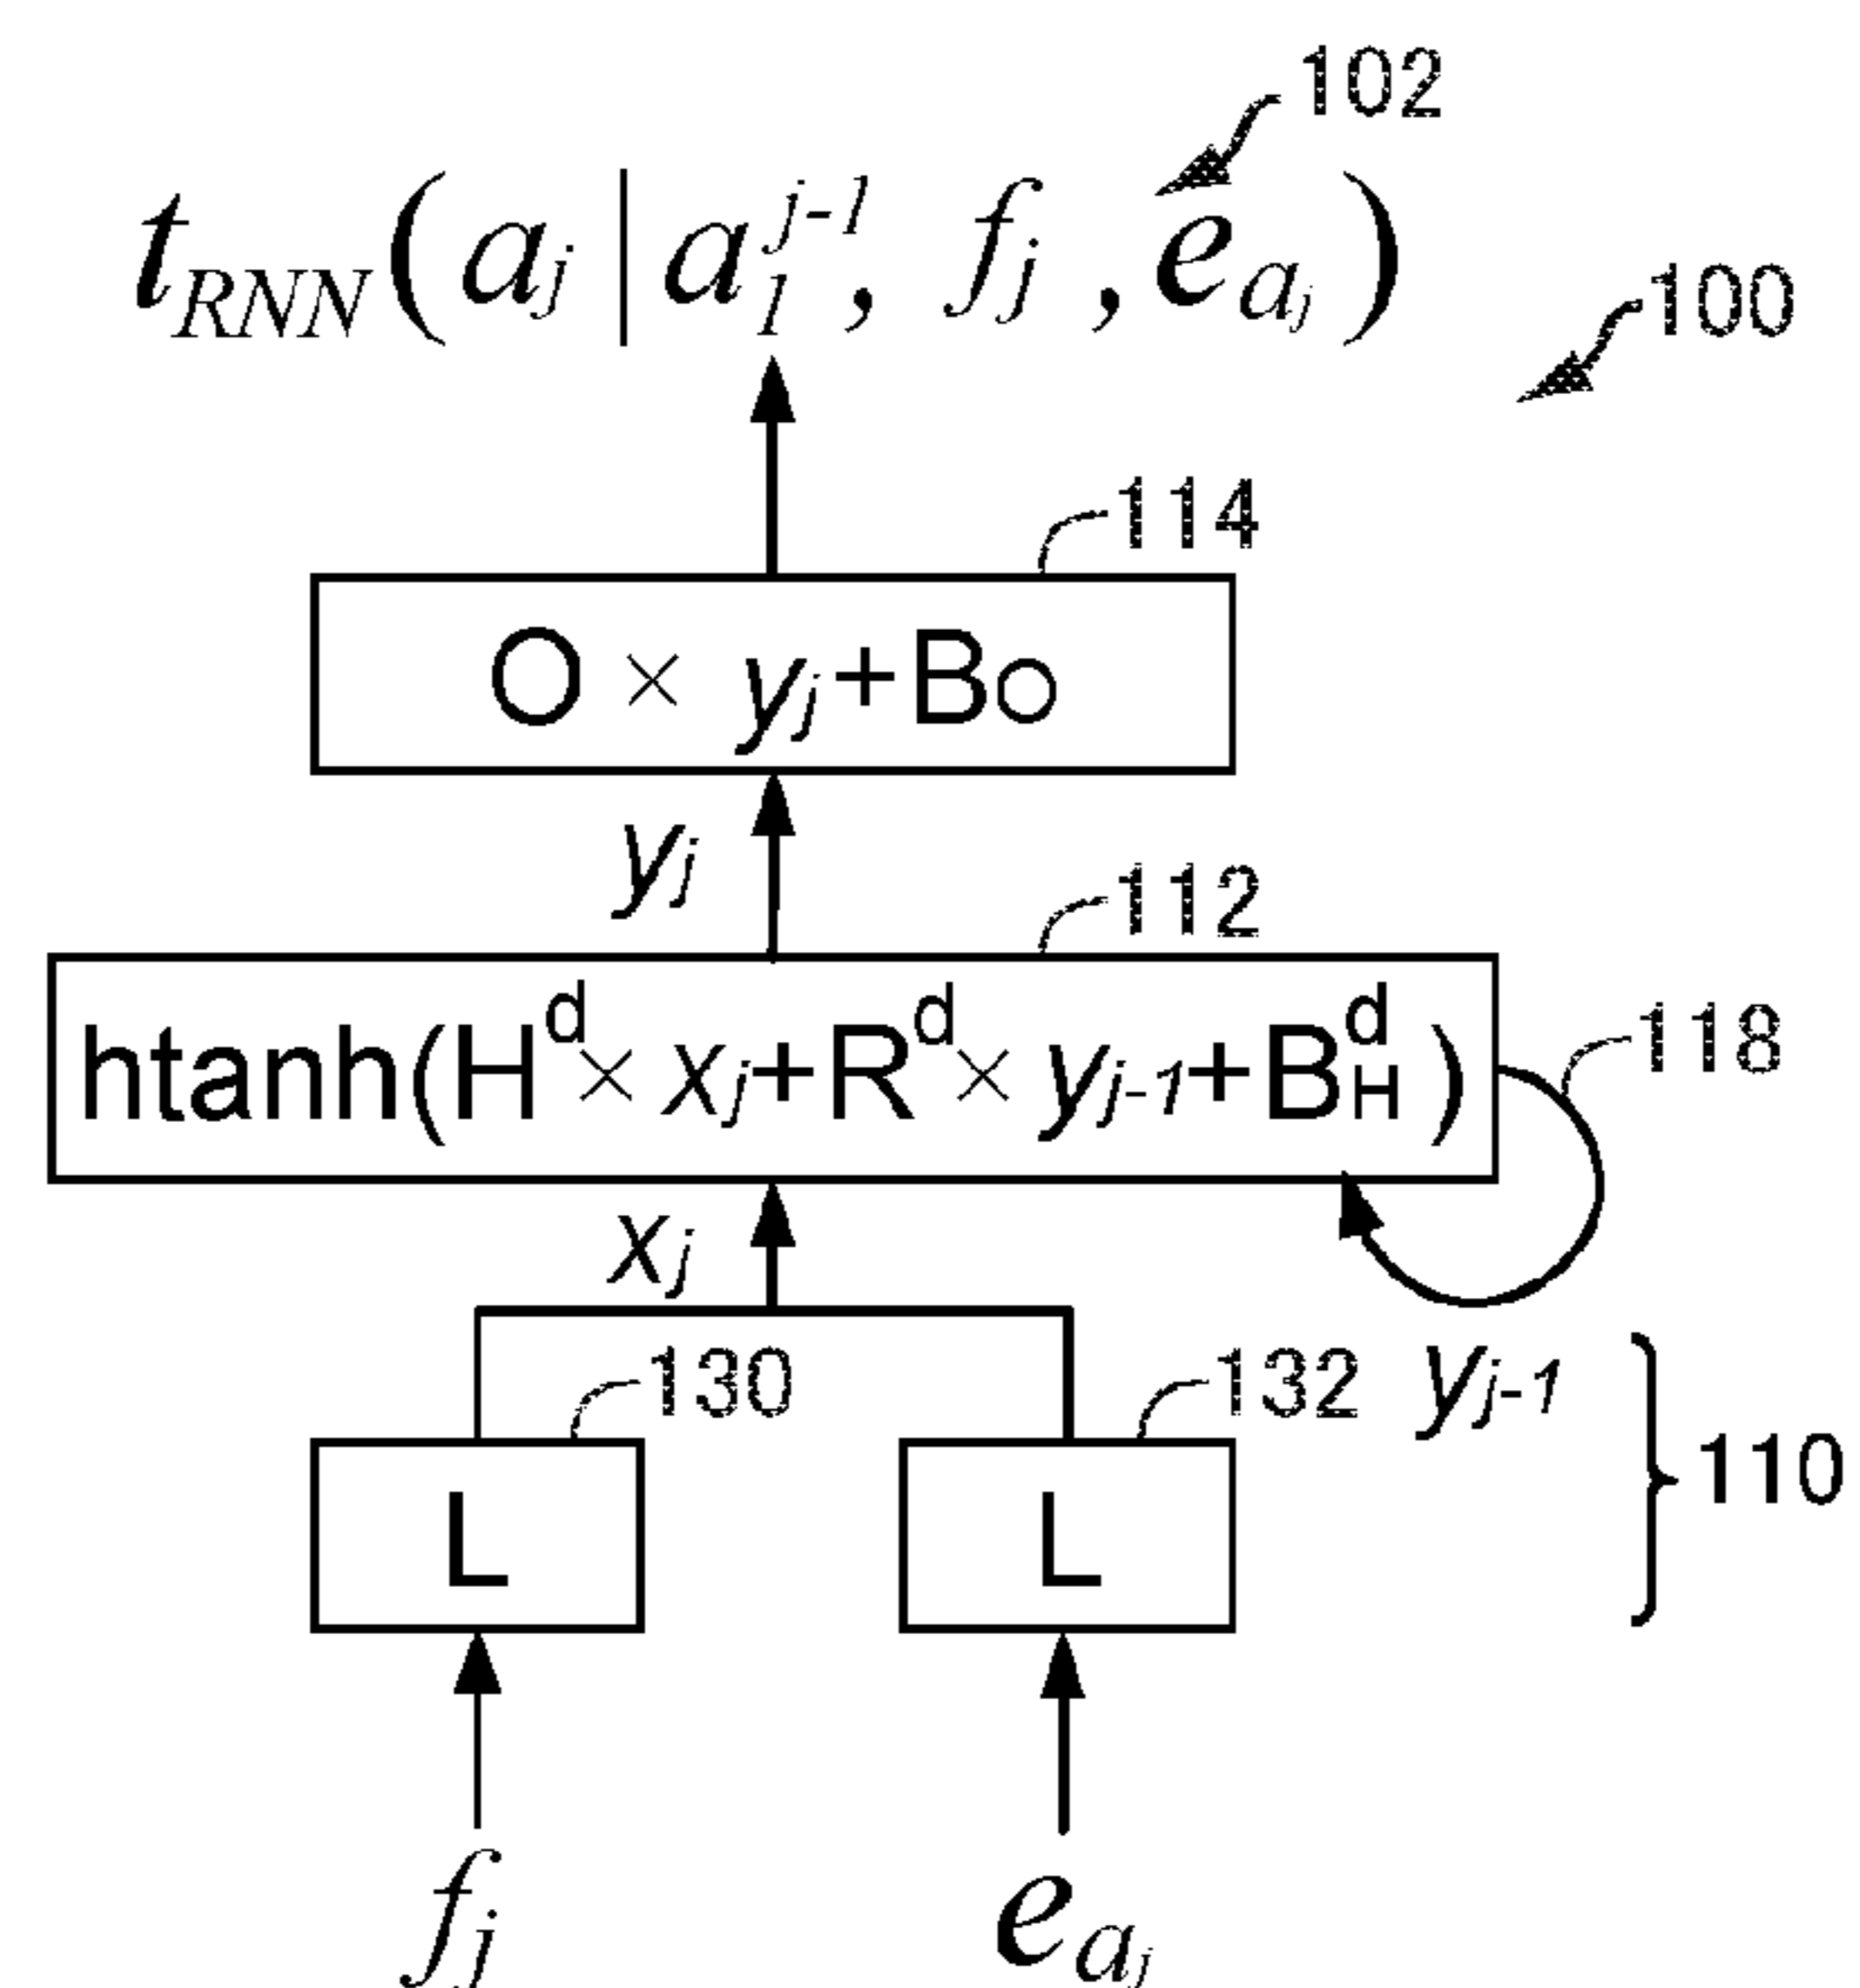 102
t_RNN(a_j | a_1^{j-1}, f_j, e_{a_j})
100
114
O × y_j + B_O
y_j
112
htanh(H^d × x_j + R^d × y_{j-1} + B_H^d)
118
x_j
130
132
y_{j-1}
110
L
L
f_j
e_{a_j}